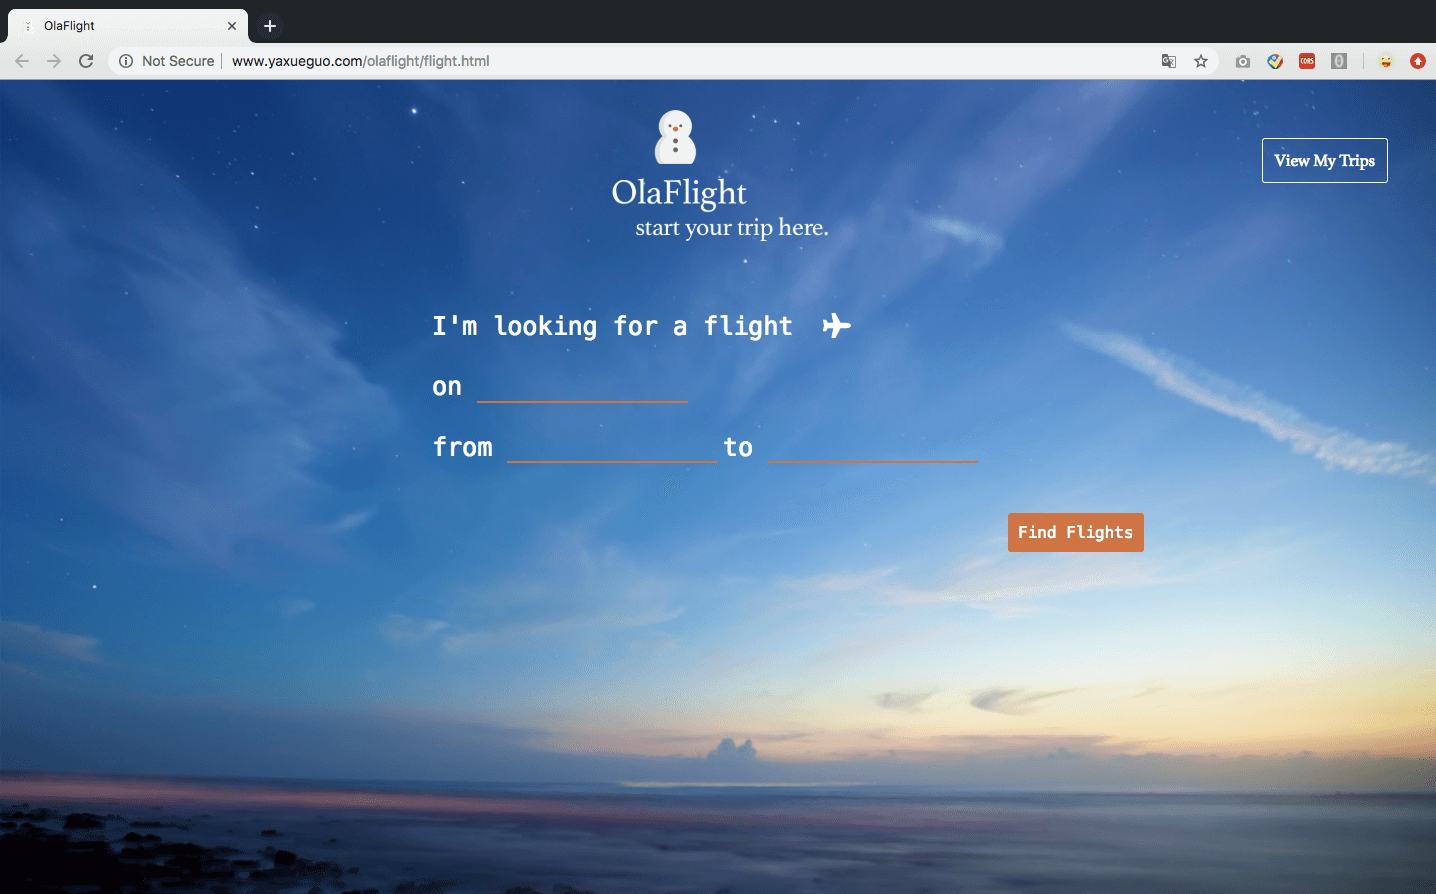 OlaFlight
Not Secure www.yaxueguo.com/olaflight/flight.html
CORS
View My Trips
OlaFlight
start your trip here.
I'm looking for a flight
on
from to
Find Flights